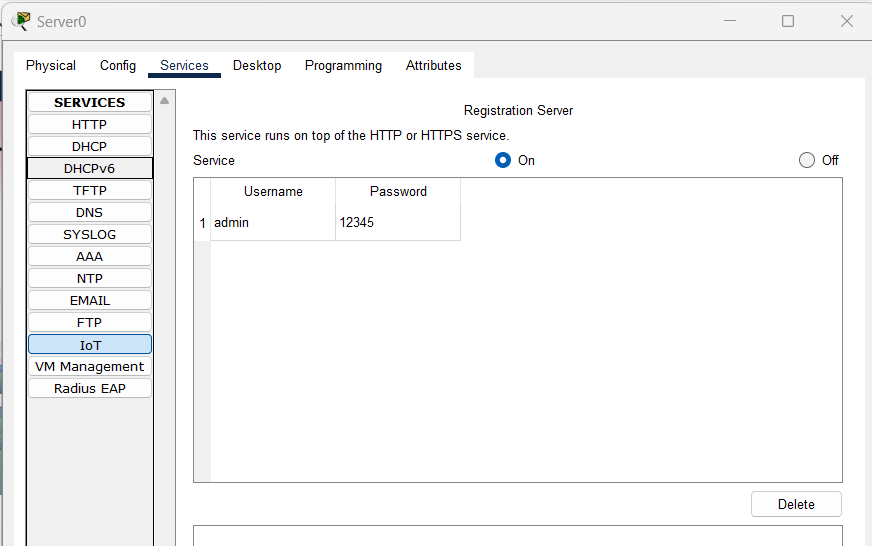 Server0
Physical Config Services Desktop Programming Attributes
SERVICES
HTTP
DHCP
DHCPv6
TFTP
DNS
SYSLOG
AAA
NTP
EMAIL
FTP
IoT
VM Management
Radius EAP
Registration Server
This service runs on top of the HTTP or HTTPS service.
Service On Off
Username Password
1 admin 12345
Delete